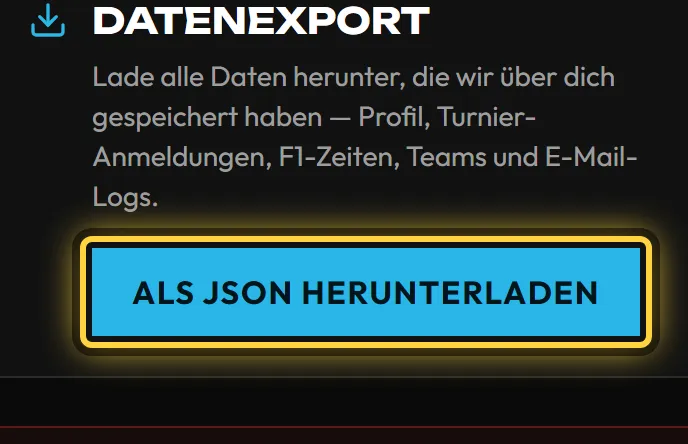 DATENEXPORT
Lade alle Daten herunter, die wir über dich
gespeichert haben — Profil, Turnier-
Anmeldungen, F1-Zeiten, Teams und E-Mail-
Logs.
ALS JSON HERUNTERLADEN